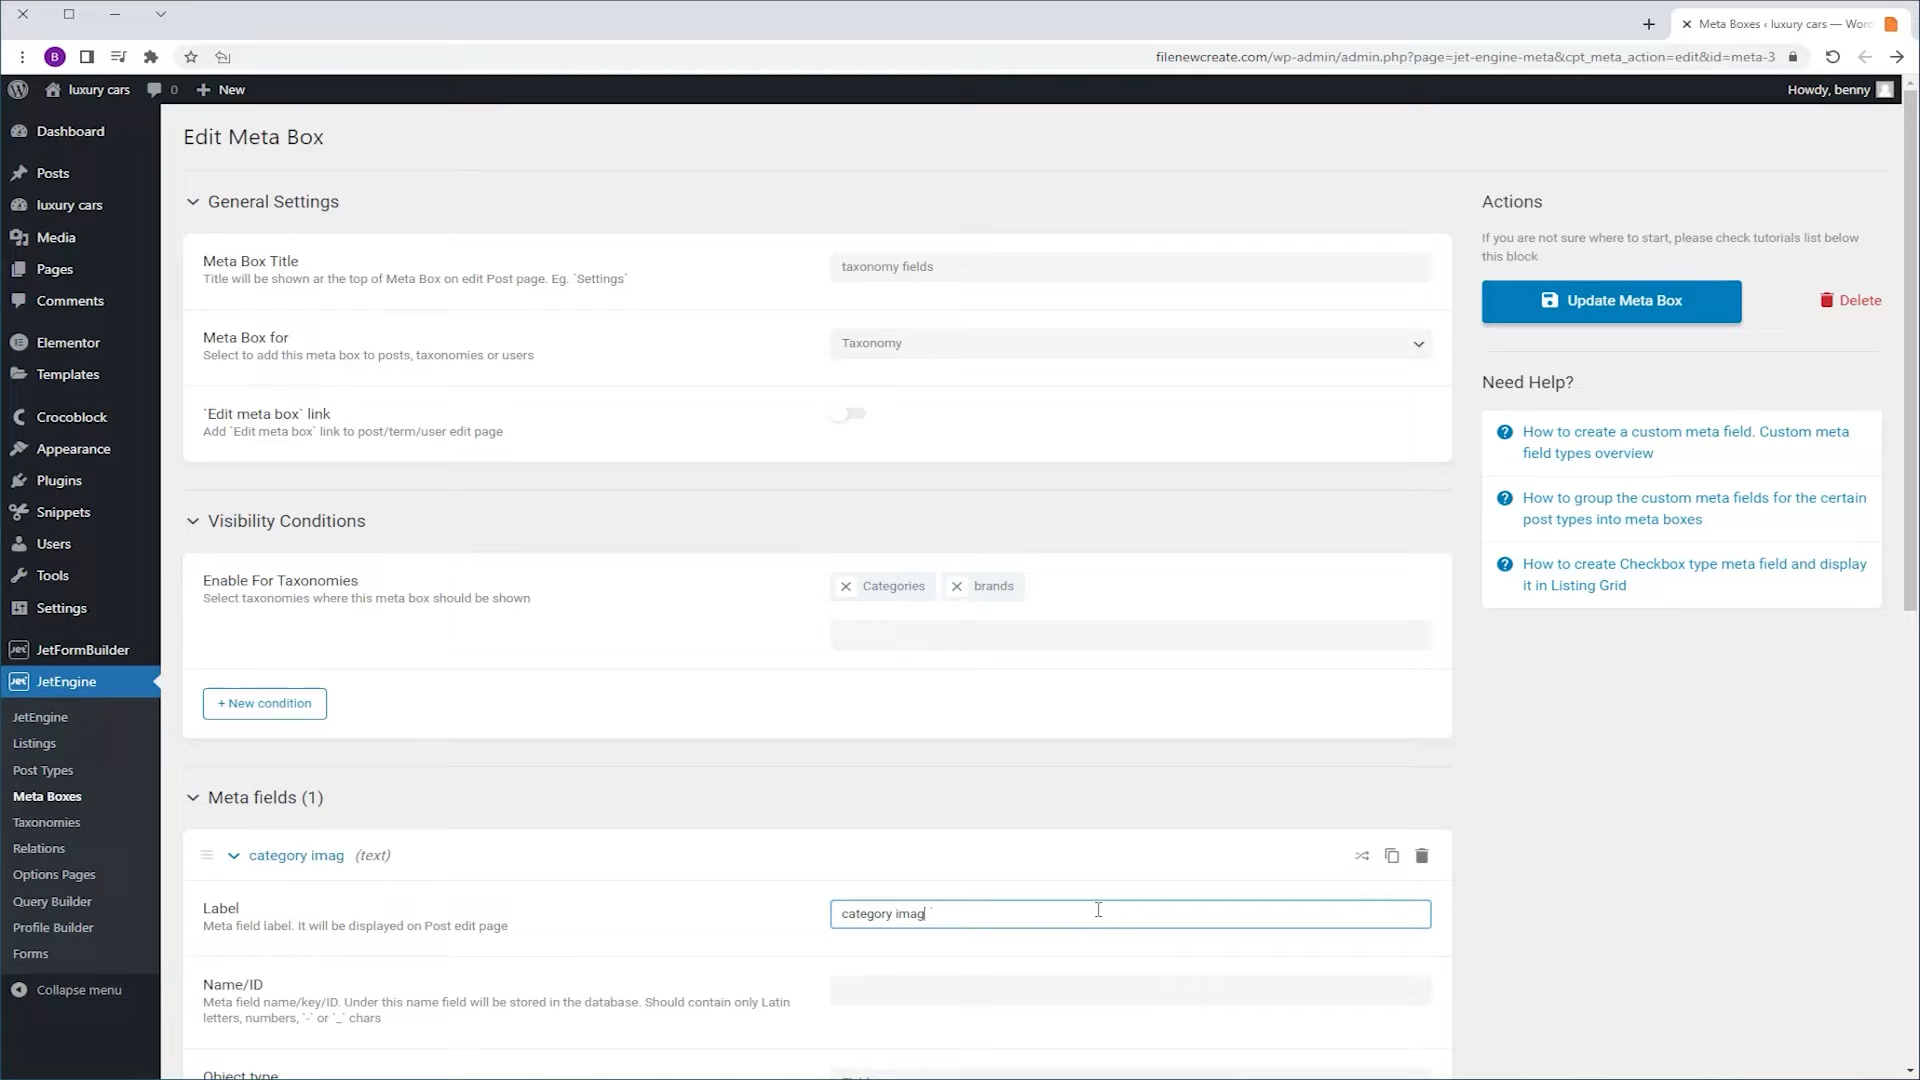 Meta Boxes ‹ luxury cars — Word
B
filenewcreate.com/wp-admin/admin.php?page=jet-engine-meta&cpt_meta_action=edit&id=meta-3
luxury cars
0
+ New
Howdy, benny
Dashboard
Posts
luxury cars
Media
Pages
Comments
Elementor
Templates
Crocoblock
Appearance
Plugins
Snippets
Users
Tools
Settings
JetFormBuilder
JetEngine
JetEngine
Listings
Post Types
Meta Boxes
Taxonomies
Relations
Options Pages
Query Builder
Profile Builder
Forms
Collapse menu
Edit Meta Box
General Settings
Meta Box Title
Title will be shown ar the top of Meta Box on edit Post page. Eg. `Settings`
taxonomy fields
Meta Box for
Select to add this meta box to posts, taxonomies or users
Taxonomy
`Edit meta box` link
Add `Edit meta box` link to post/term/user edit page
Visibility Conditions
Enable For Taxonomies
Select taxonomies where this meta box should be shown
Categories
brands
+ New condition
Meta fields (1)
category imag (text)
Label
Meta field label. It will be displayed on Post edit page
category imag
Name/ID
Meta field name/key/ID. Under this name field will be stored in the database. Should contain only Latin
letters, numbers, `-` or `_` chars
Object type
Actions
If you are not sure where to start, please check tutorials list below
this block
Update Meta Box
Delete
Need Help?
How to create a custom meta field. Custom meta
field types overview
How to group the custom meta fields for the certain
post types into meta boxes
How to create Checkbox type meta field and display
it in Listing Grid